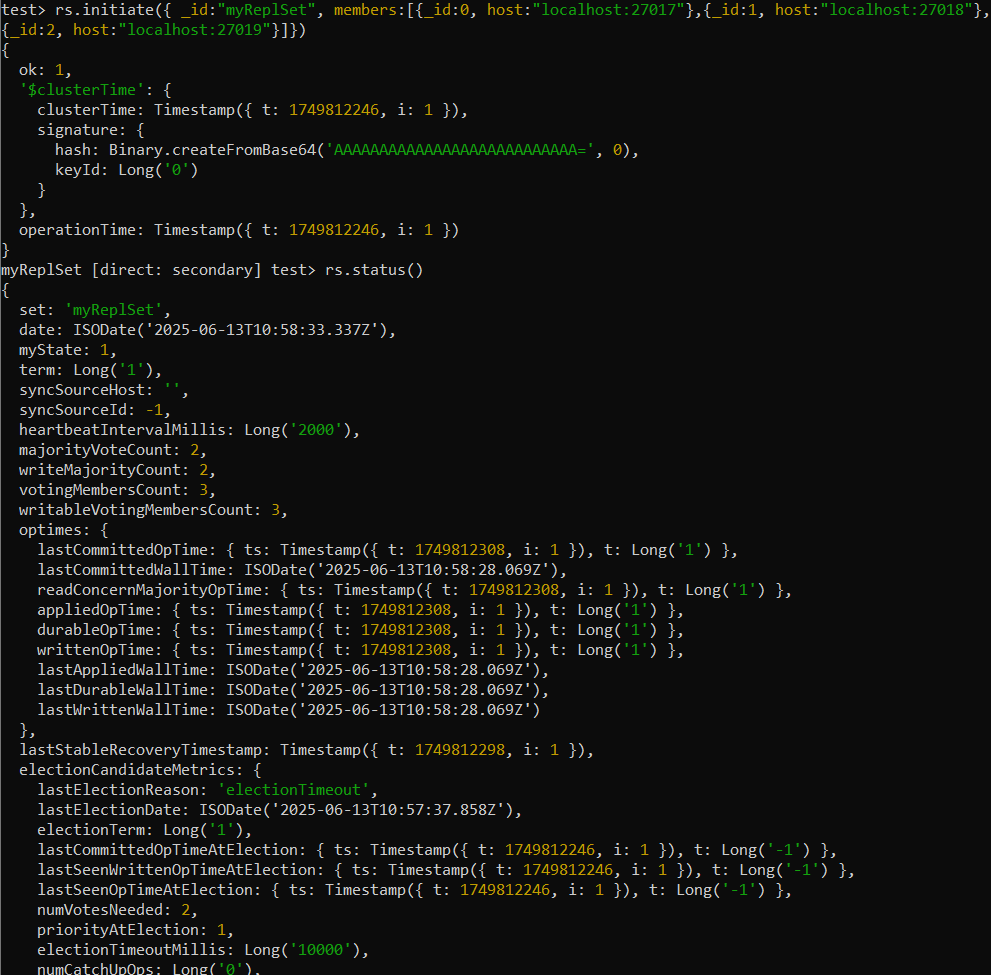 test> rs.initiate({ _id:"myReplSet", members:[{_id:0, host:"localhost:27017"},{_id:1, host:"localhost:27018"},
{_id:2, host:"localhost:27019"}]})
{
  ok: 1,
  '$clusterTime': {
    clusterTime: Timestamp({ t: 1749812246, i: 1 }),
    signature: {
      hash: Binary.createFromBase64('AAAAAAAAAAAAAAAAAAAAAAAAAAA=', 0),
      keyId: Long('0')
    }
  },
  operationTime: Timestamp({ t: 1749812246, i: 1 })
}
myReplSet [direct: secondary] test> rs.status()
{
  set: 'myReplSet',
  date: ISODate('2025-06-13T10:58:33.337Z'),
  myState: 1,
  term: Long('1'),
  syncSourceHost: '',
  syncSourceId: -1,
  heartbeatIntervalMillis: Long('2000'),
  majorityVoteCount: 2,
  writeMajorityCount: 2,
  votingMembersCount: 3,
  writableVotingMembersCount: 3,
  optimes: {
    lastCommittedOpTime: { ts: Timestamp({ t: 1749812308, i: 1 }), t: Long('1') },
    lastCommittedWallTime: ISODate('2025-06-13T10:58:28.069Z'),
    readConcernMajorityOpTime: { ts: Timestamp({ t: 1749812308, i: 1 }), t: Long('1') },
    appliedOpTime: { ts: Timestamp({ t: 1749812308, i: 1 }), t: Long('1') },
    durableOpTime: { ts: Timestamp({ t: 1749812308, i: 1 }), t: Long('1') },
    writtenOpTime: { ts: Timestamp({ t: 1749812308, i: 1 }), t: Long('1') },
    lastAppliedWallTime: ISODate('2025-06-13T10:58:28.069Z'),
    lastDurableWallTime: ISODate('2025-06-13T10:58:28.069Z'),
    lastWrittenWallTime: ISODate('2025-06-13T10:58:28.069Z')
  },
  lastStableRecoveryTimestamp: Timestamp({ t: 1749812298, i: 1 }),
  electionCandidateMetrics: {
    lastElectionReason: 'electionTimeout',
    lastElectionDate: ISODate('2025-06-13T10:57:37.858Z'),
    electionTerm: Long('1'),
    lastCommittedOpTimeAtElection: { ts: Timestamp({ t: 1749812246, i: 1 }), t: Long('-1') },
    lastSeenWrittenOpTimeAtElection: { ts: Timestamp({ t: 1749812246, i: 1 }), t: Long('-1') },
    lastSeenOpTimeAtElection: { ts: Timestamp({ t: 1749812246, i: 1 }), t: Long('-1') },
    numVotesNeeded: 2,
    priorityAtElection: 1,
    electionTimeoutMillis: Long('10000'),
    numCatchUpOps: Long('0'),